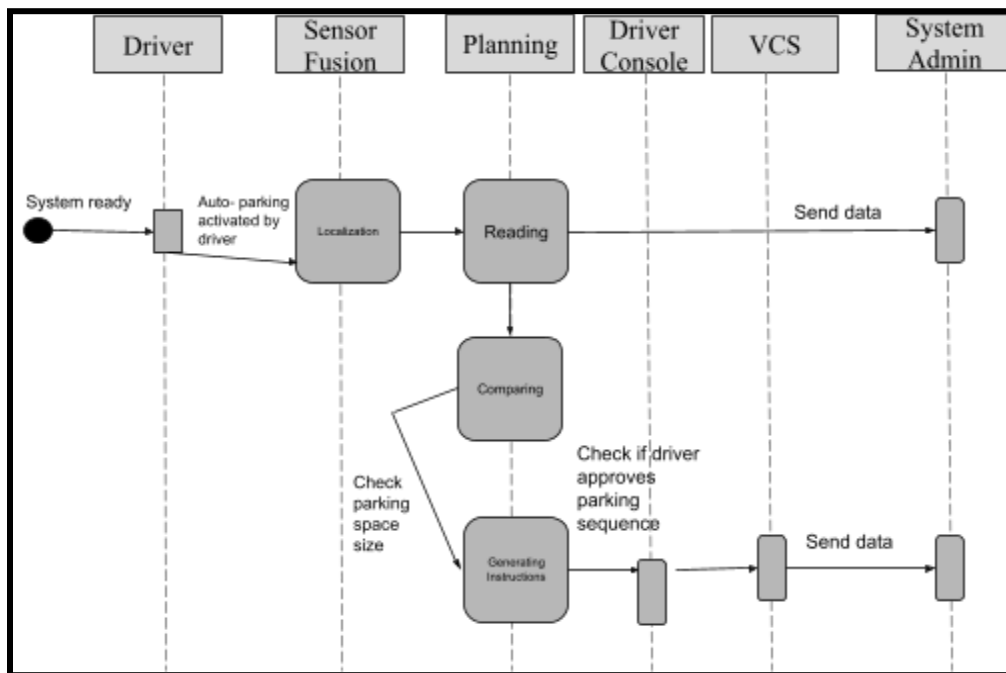 Driver
Sensor
Fusion
Planning
Driver
Console
VCS
System
Admin
System ready
Auto- parking
activated by
driver
Localization
Reading
Send data
Comparing
Check
parking
space
size
Check if driver
approves
parking
sequence
Generating
Instructions
Send data